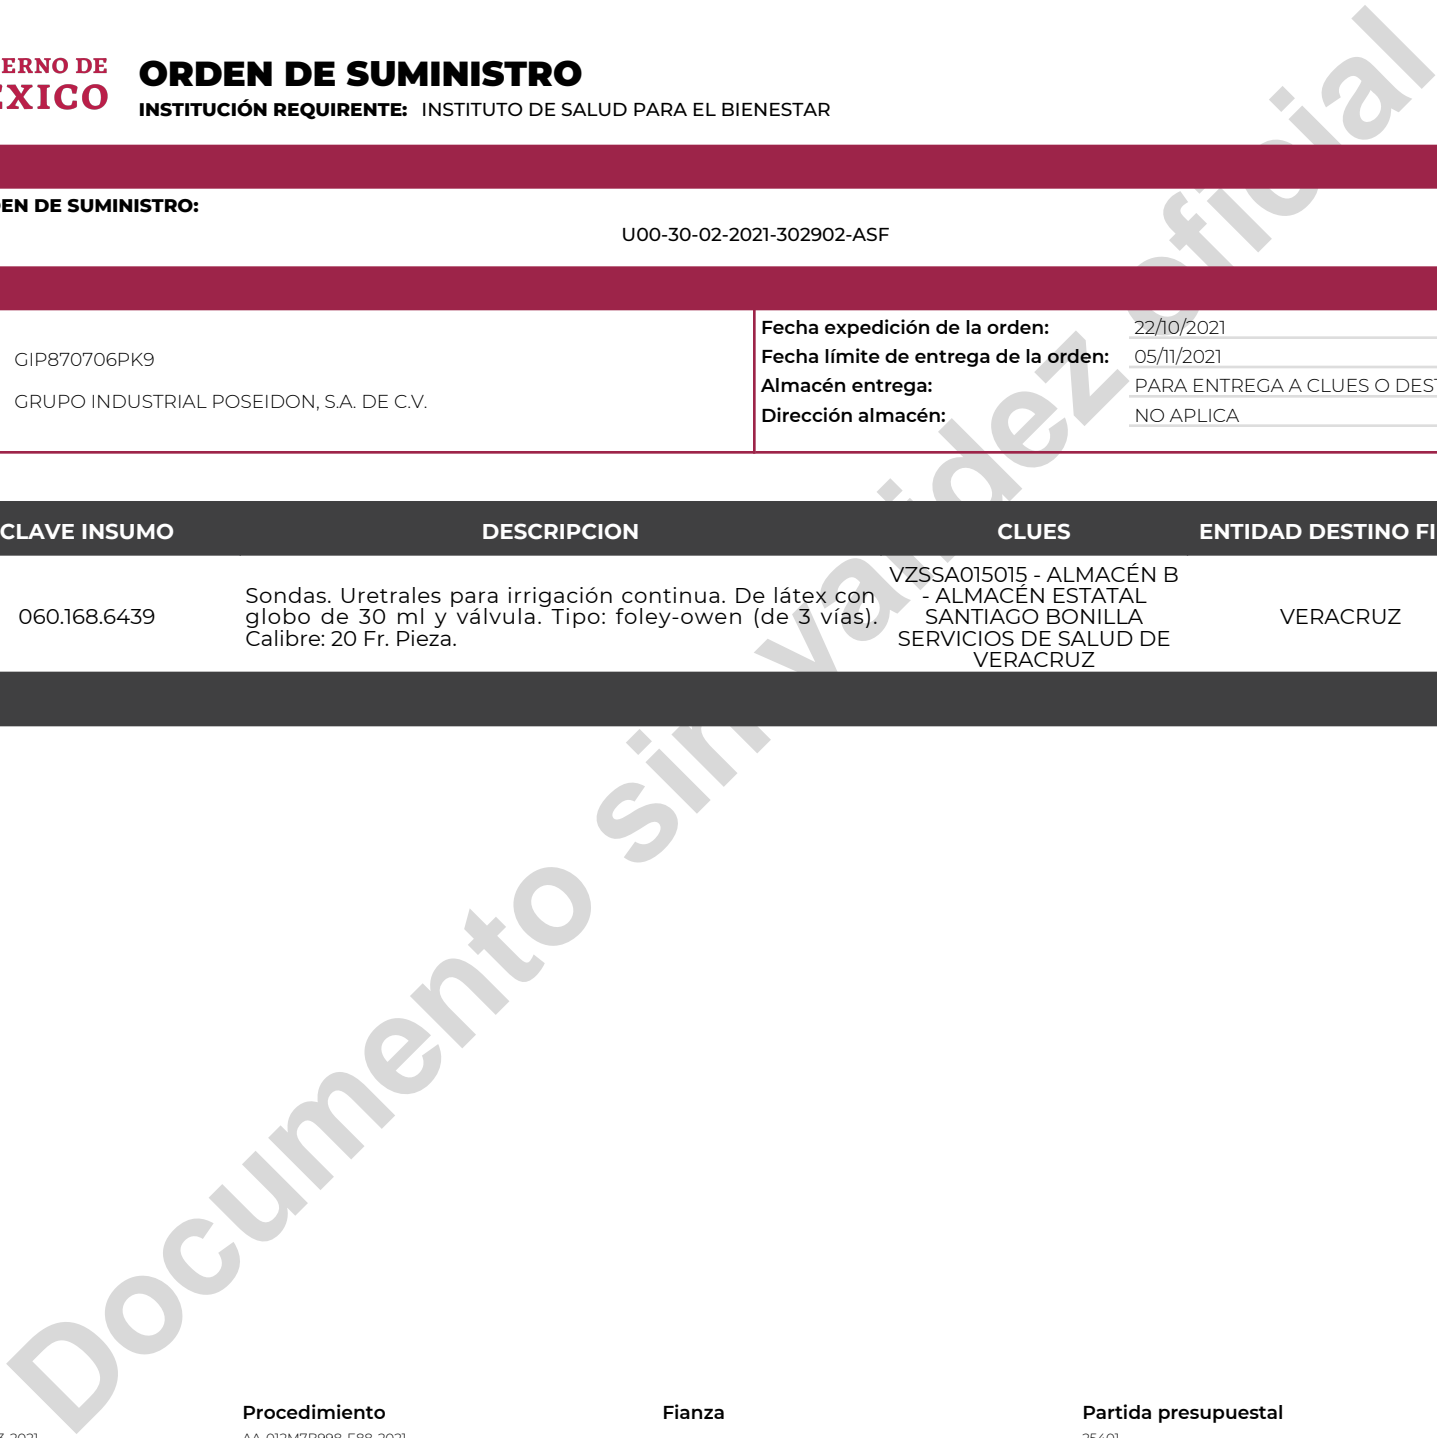 ERNO DE
ORDEN DE SUMINISTRO
EXICO
INSTITUCIÓN REQUIRENTE: INSTITUTO DE SALUD PARA EL BIENESTAR
EN DE SUMINISTRO:
U00-30-02-2021-302902-ASF
GIP870706PK9
GRUPO INDUSTRIAL POSEIDON, S.A. DE C.V.
Fecha expedición de la orden: 22/10/2021
Fecha límite de entrega de la orden: 05/11/2021
Almacén entrega: PARA ENTREGA A CLUES O DEST
Dirección almacén: NO APLICA
CLAVE INSUMO DESCRIPCION CLUES ENTIDAD DESTINO FI
060.168.6439
Sondas. Uretrales para irrigación continua. De látex con
globo de 30 ml y válvula. Tipo: foley-owen (de 3 vías).
Calibre: 20 Fr. Pieza.
VZSSA015015 - ALMACÉN B
- ALMACÉN ESTATAL
SANTIAGO BONILLA
SERVICIOS DE SALUD DE
VERACRUZ
VERACRUZ
Documento sin validez oficial
Procedimiento Fianza Partida presupuestal